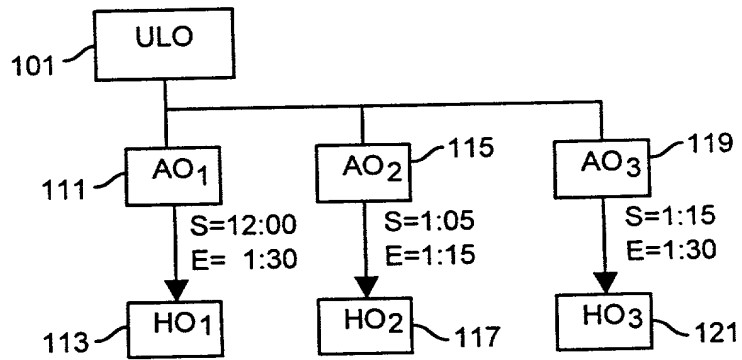 ULO
101
AO1
111
AO2
115
AO3
119
S=12:00
E= 1:30
S=1:05
E=1:15
S=1:15
E=1:30
HO1
113
HO2
117
HO3
121